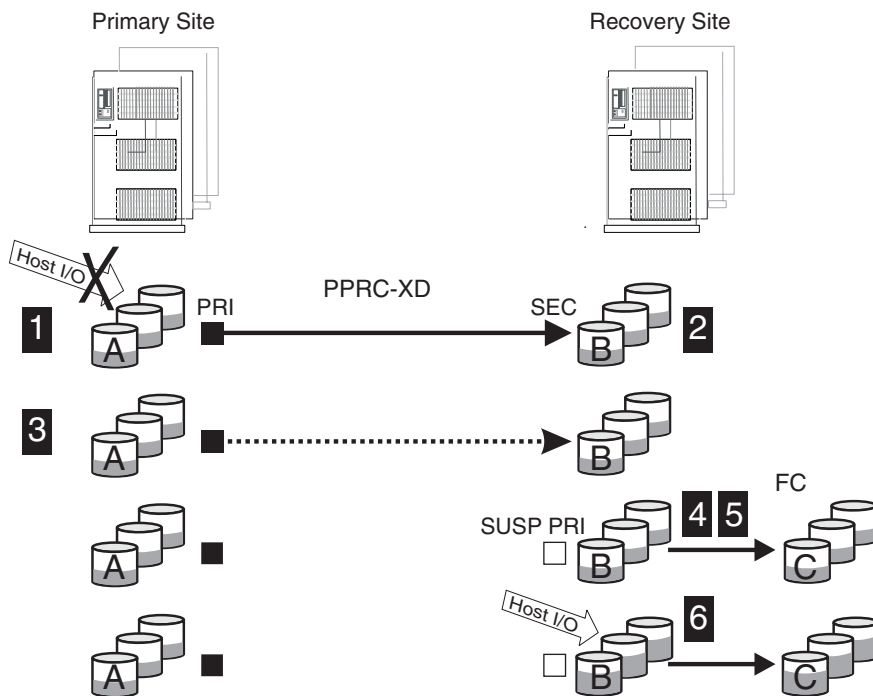 Primary Site
Recovery Site
Host I/O
PPRC-XD
PRI
SEC
1
A
B
2
3
A
B
FC
4 5
SUSP PRI
A
B
C
Host I/O
6
A
B
C